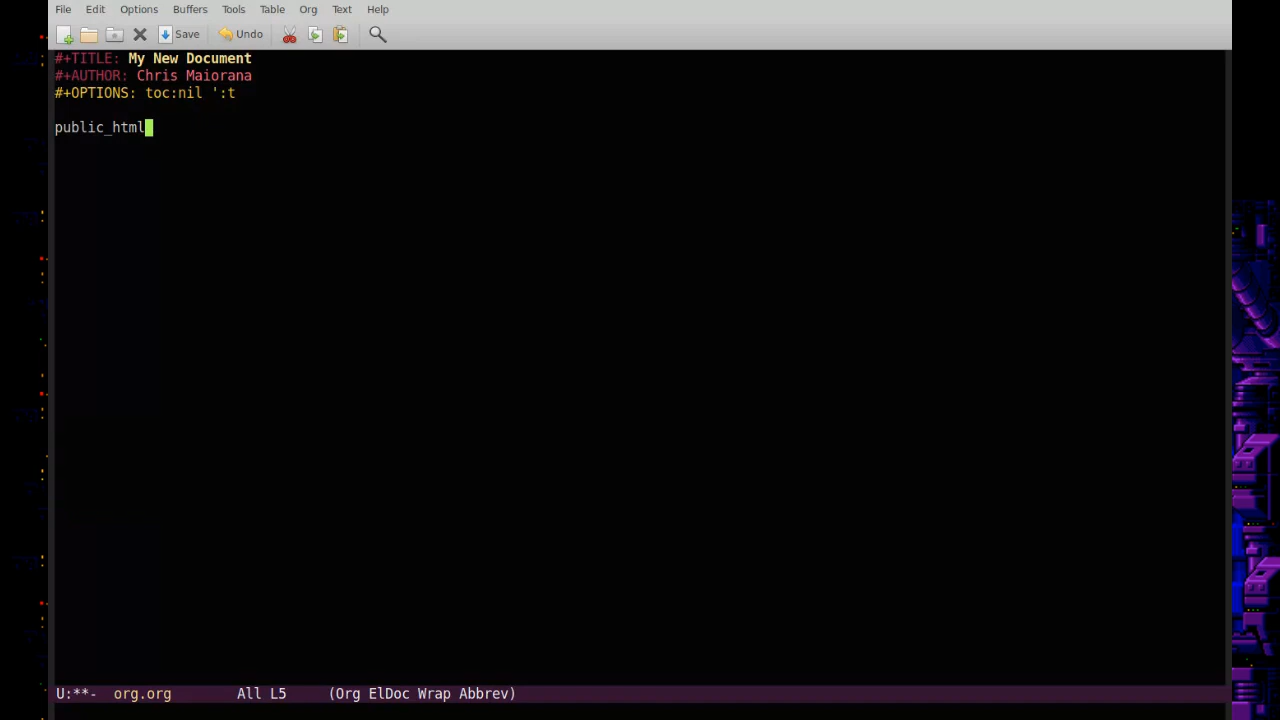 File Edit Options Buffers Tools Table Org Text Help
Save Undo
#+TITLE: My New Document
#+AUTHOR: Chris Maiorana
#+OPTIONS: toc:nil ':t
public_html
U:**- org.org All L5 (Org ElDoc Wrap Abbrev)